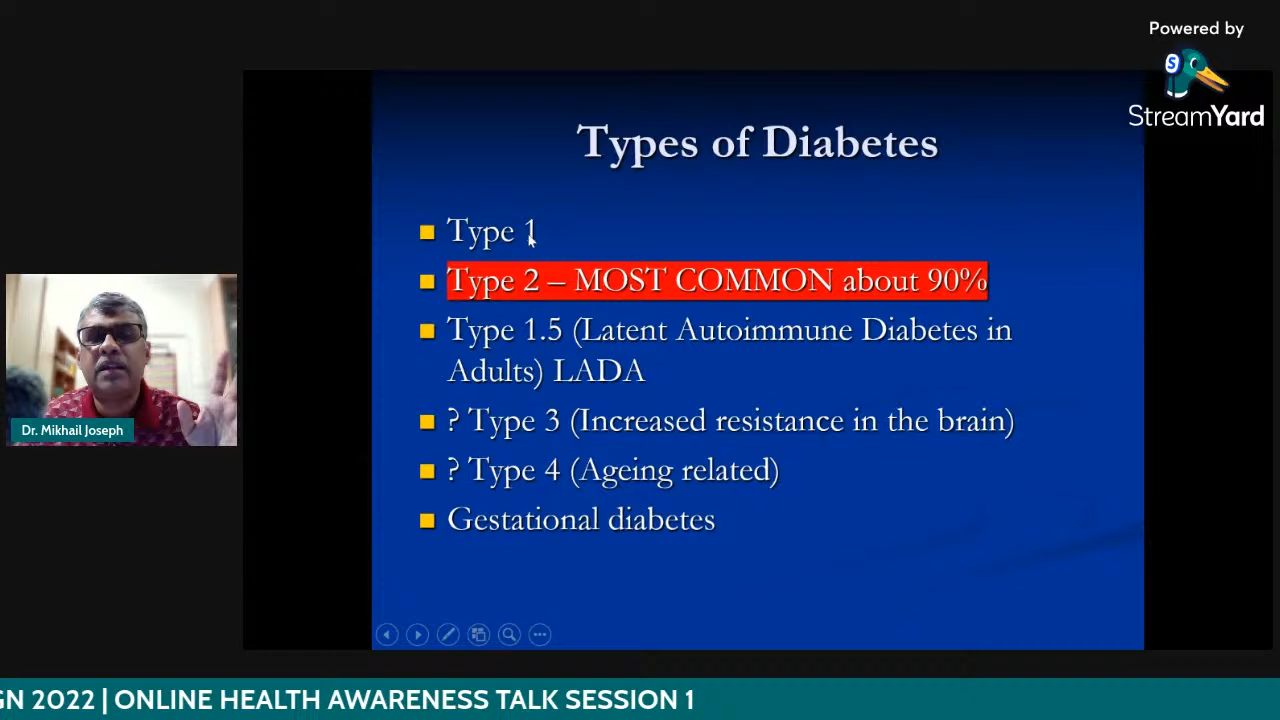 Powered by
StreamYard
Types of Diabetes
Type 1
Type 2 – MOST COMMON about 90%
Type 1.5 (Latent Autoimmune Diabetes in
Adults) LADA
? Type 3 (Increased resistance in the brain)
? Type 4 (Ageing related)
Gestational diabetes
Dr. Mikhail Joseph
GN 2022 | ONLINE HEALTH AWARENESS TALK SESSION 1